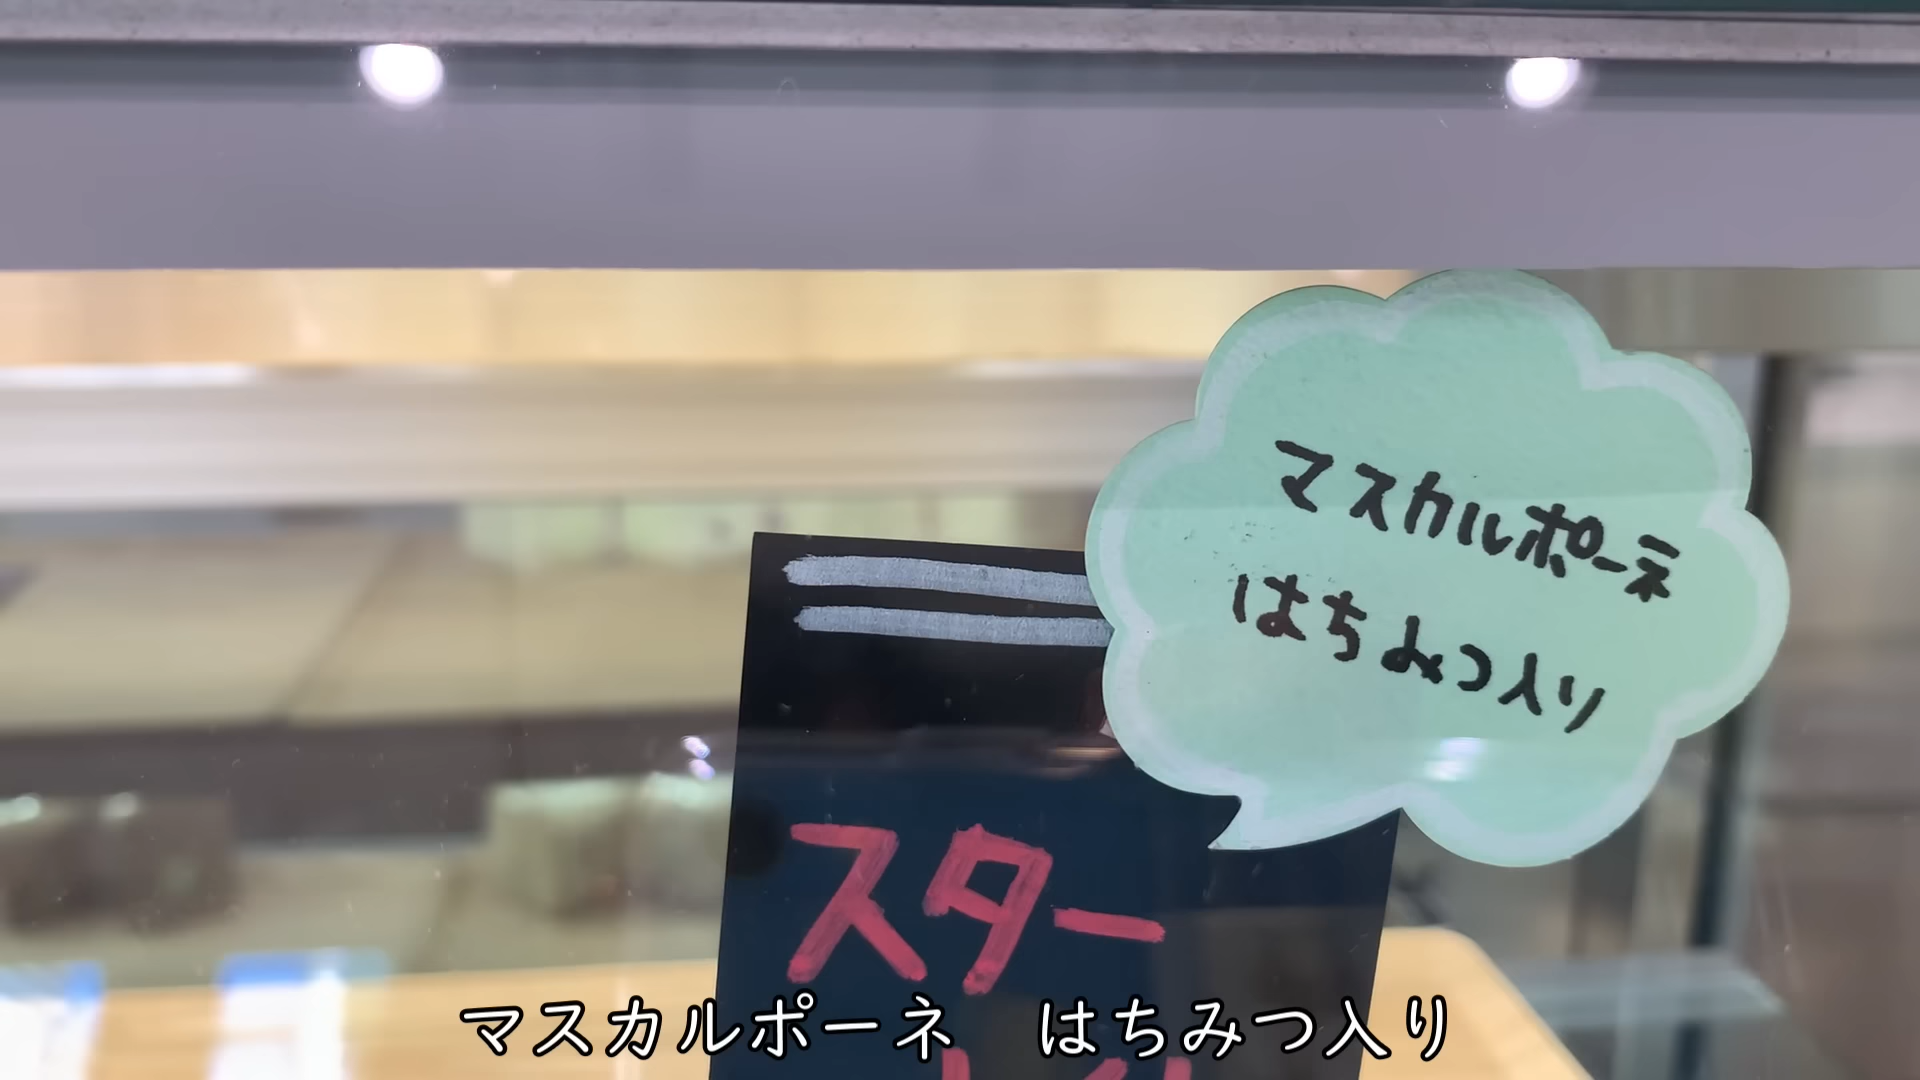 マスカルポーネ
はちみつ入り
スター
マスカルポーネ　はちみつ入り